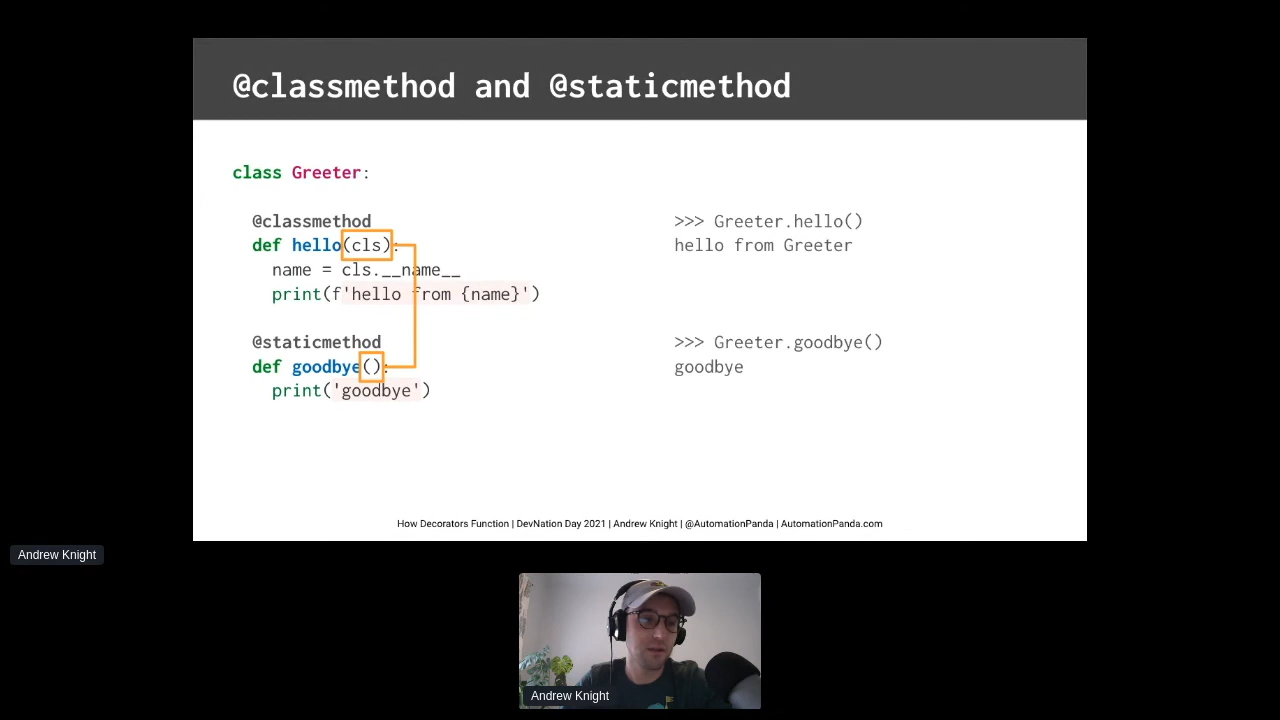 @classmethod and @staticmethod
class Greeter:
@classmethod
def hello(cls):
name = cls.__name__
print(f'hello from {name}')
@staticmethod
def goodbye():
print('goodbye')
>>> Greeter.hello()
hello from Greeter
>>> Greeter.goodbye()
goodbye
How Decorators Function | DevNation Day 2021 | Andrew Knight | @AutomationPanda | AutomationPanda.com
Andrew Knight
Andrew Knight